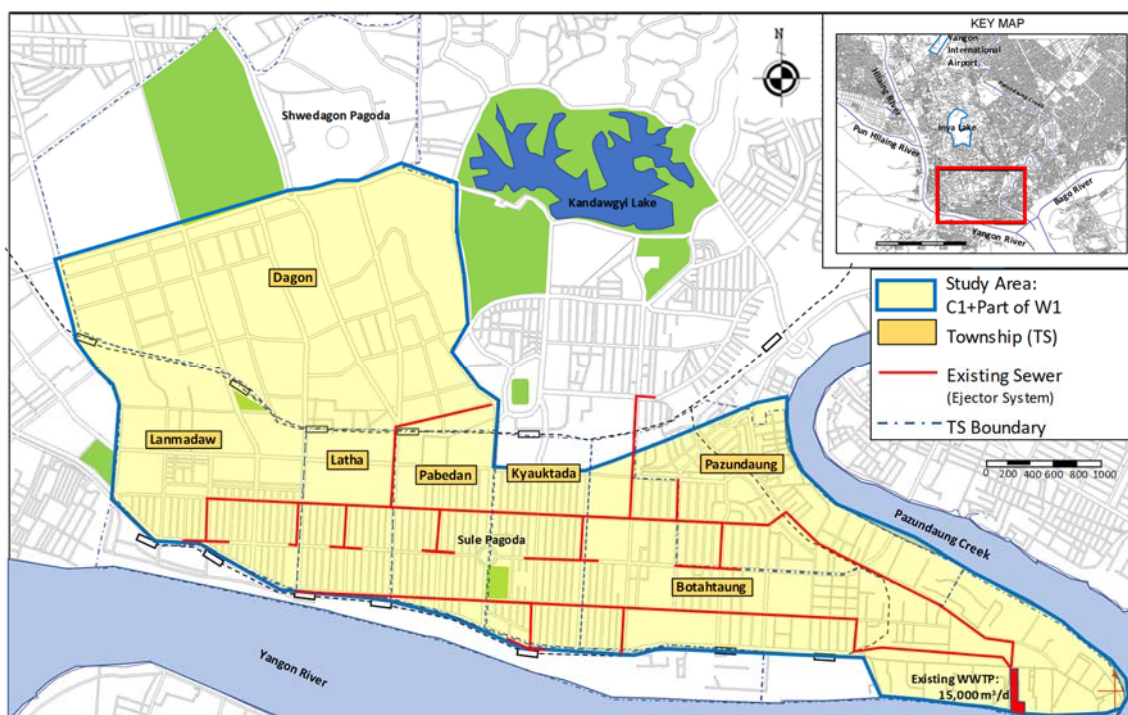 KEY MAP
Yangon
International
Airport
Hlaing River
Inya Lake
Pun Hlaing River
Bago River
Yangon River
N
Shwedagon Pagoda
Kandawgyi Lake
Dagon
Study Area:
C1+Part of W1
Township (TS)
Existing Sewer
(Ejector System)
TS Boundary
0 200 400 600 800 1000
Lanmadaw
Latha
Pabedan
Kyauktada
Pazundaung
Sule Pagoda
Pazundaung Creek
Botahtaung
Yangon River
Existing WWTP:
15,000 m³/d